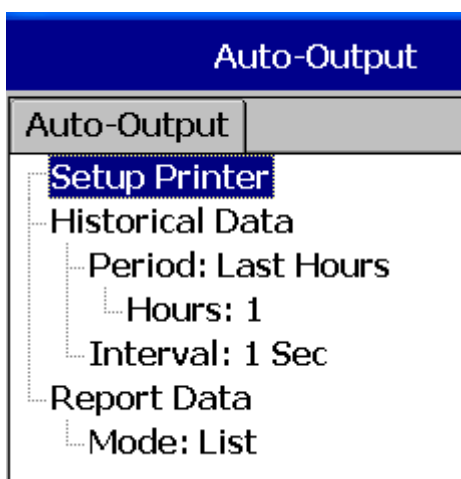 Auto-Output
Auto-Output
Setup Printer
Historical Data
Period: Last Hours
Hours: 1
Interval: 1 Sec
Report Data
Mode: List